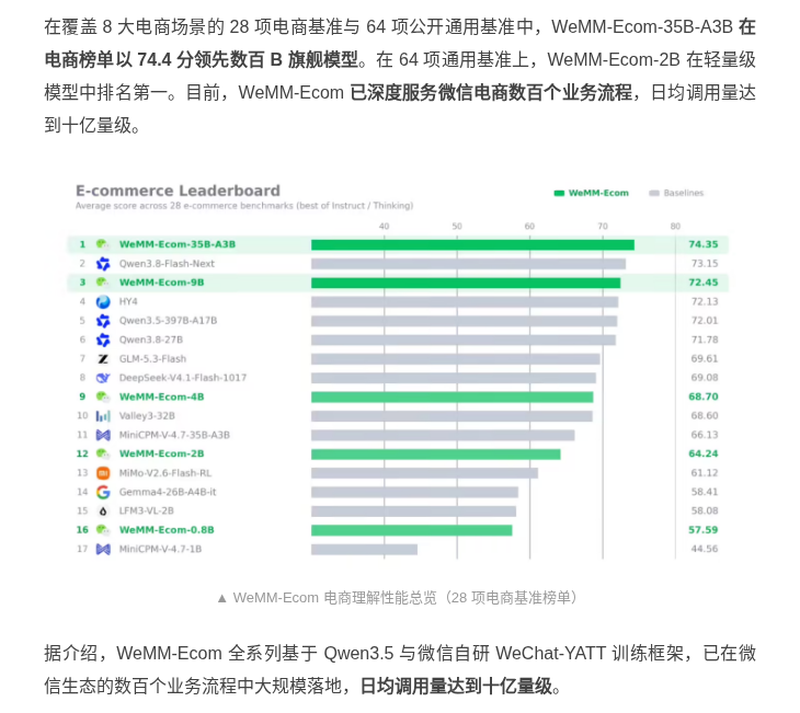 在覆盖 8 大电商场景的 28 项电商基准与 64 项公开通用基准中，WeMM-Ecom-35B-A3B 在
电商榜单以 74.4 分领先数百 B 旗舰模型。在 64 项通用基准上，WeMM-Ecom-2B 在轻量级
模型中排名第一。目前，WeMM-Ecom 已深度服务微信电商数百个业务流程，日均调用量达
到十亿量级。
E-commerce Leaderboard
Average score across 28 e-commerce benchmarks (best of Instruct / Thinking)
WeMM-Ecom Baselines
40 50 60 70 80
1 WeMM-Ecom-35B-A3B 74.35
2 Qwen3.8-Flash-Next 73.15
3 WeMM-Ecom-9B 72.45
4 HY4 72.13
5 Qwen3.5-397B-A17B 72.01
6 Qwen3.8-27B 71.78
7 GLM-5.3-Flash 69.61
8 DeepSeek-V4.1-Flash-1017 69.08
9 WeMM-Ecom-4B 68.70
10 Valley3-32B 68.60
11 MiniCPM-V-4.7-35B-A3B 66.13
12 WeMM-Ecom-2B 64.24
13 MiMo-V2.6-Flash-RL 61.12
14 Gemma4-26B-A4B-it 58.41
15 LFM3-VL-2B 58.08
16 WeMM-Ecom-0.8B 57.59
17 MiniCPM-V-4.7-1B 44.56
▲ WeMM-Ecom 电商理解性能总览（28 项电商基准榜单）
据介绍，WeMM-Ecom 全系列基于 Qwen3.5 与微信自研 WeChat-YATT 训练框架，已在微
信生态的数百个业务流程中大规模落地，日均调用量达到十亿量级。